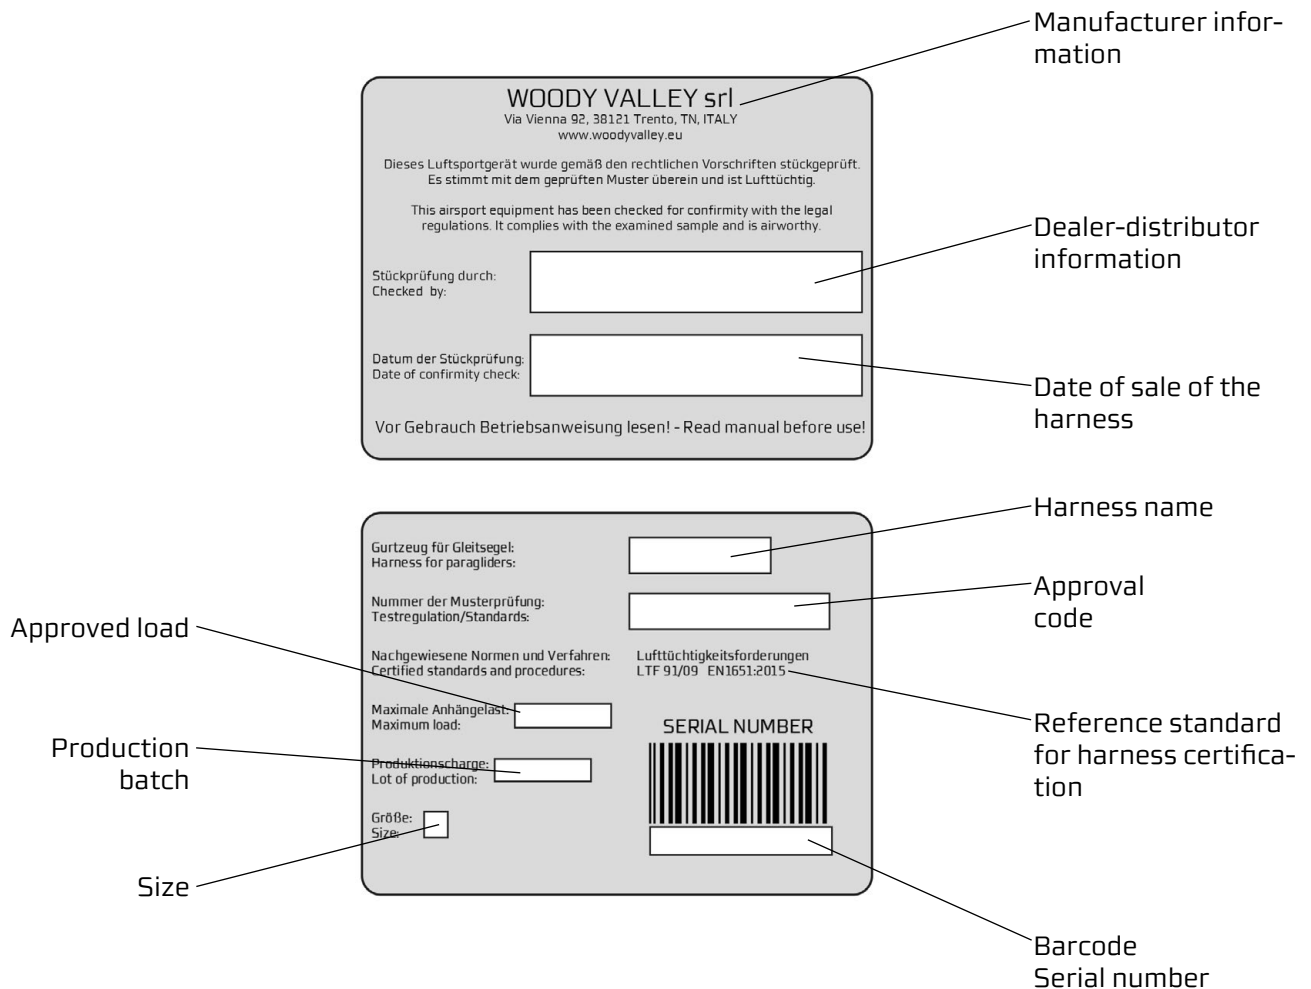 Manufacturer infor-
mation
WOODY VALLEY srl
Via Vienna 92, 38121 Trento, TN, ITALY
www.woodyvalley.eu
Dieses Luftsportgerät wurde gemäß den rechtlichen Vorschriften stückgeprüft.
Es stimmt mit dem geprüften Muster überein und ist Lufttüchtig.
This airsport equipment has been checked for confirmity with the legal
regulations. It complies with the examined sample and is airworthy.
Dealer-distributor
information
Stückprüfung durch:
Checked by:
Datum der Stückprüfung:
Date of confirmity check:
Date of sale of the
harness
Vor Gebrauch Betriebsanweisung lesen! - Read manual before use!
Harness name
Gurtzeug für Gleitsegel:
Harness for paragliders:
Approval
code
Nummer der Musterprüfung:
Testregulation/Standards:
Approved load
Nachgewiesene Normen und Verfahren: Lufttüchtigkeitsforderungen
Certified standards and procedures: LTF 91/09 EN1651:2015
Maximale Anhängelast:
Maximum load:
SERIAL NUMBER
Reference standard
for harness certifica-
tion
Production
batch
Produktionscharge:
Lot of production:
Größe:
Size:
Size
Barcode
Serial number